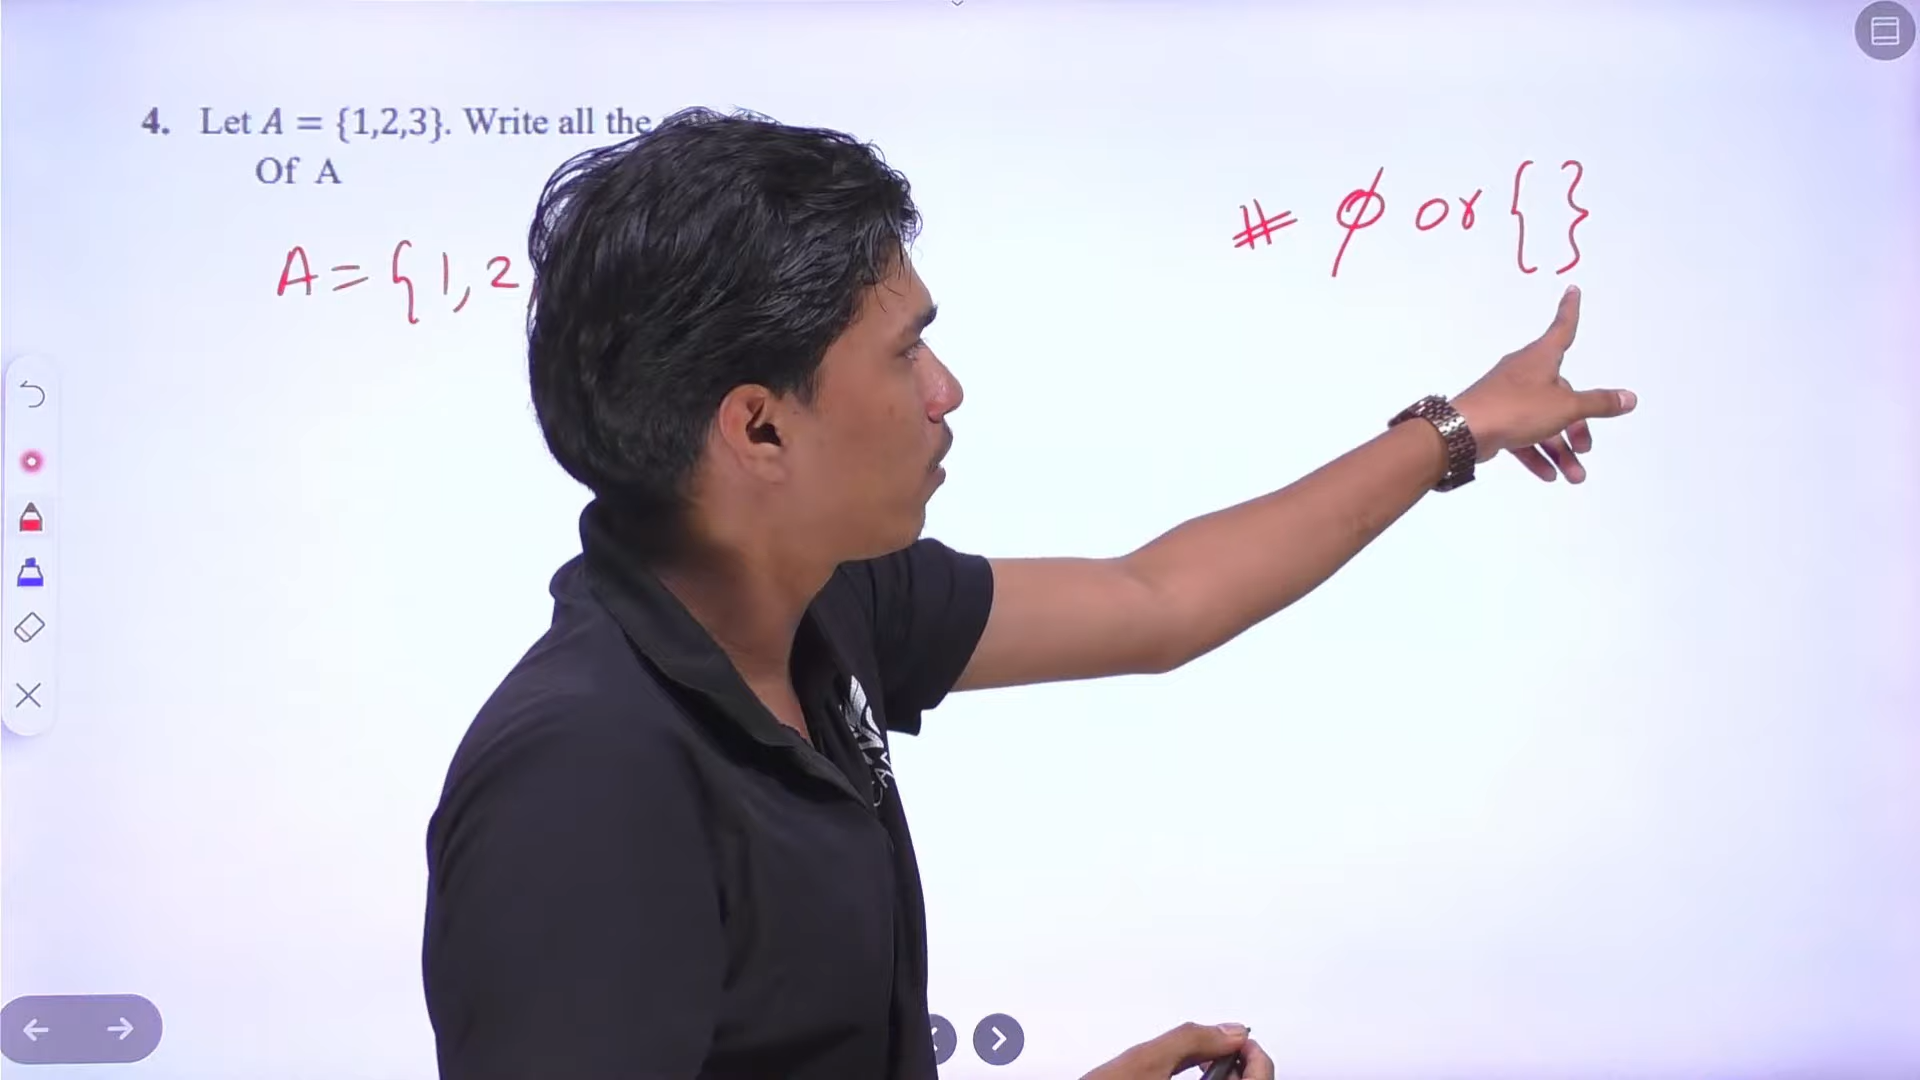 4. Let A = {1,2,3}. Write all the
Of A
A = {1, 2,
# ϕ or { }